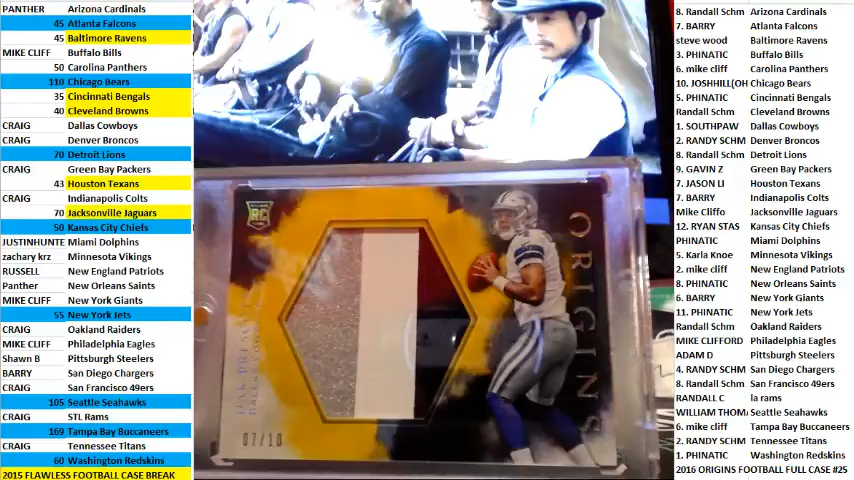 PANTHER Arizona Cardinals
45 Atlanta Falcons
45 Baltimore Ravens
MIKE CLIFF Buffalo Bills
50 Carolina Panthers
110 Chicago Bears
35 Cincinnati Bengals
40 Cleveland Browns
CRAIG Dallas Cowboys
CRAIG Denver Broncos
70 Detroit Lions
CRAIG Green Bay Packers
43 Houston Texans
CRAIG Indianapolis Colts
70 Jacksonville Jaguars
50 Kansas City Chiefs
JUSTINHUNTE Miami Dolphins
zachary krz Minnesota Vikings
RUSSELL New England Patriots
Panther New Orleans Saints
MIKE CLIFF New York Giants
55 New York Jets
CRAIG Oakland Raiders
MIKE CLIFF Philadelphia Eagles
Shawn B Pittsburgh Steelers
BARRY San Diego Chargers
CRAIG San Francisco 49ers
105 Seattle Seahawks
CRAIG STL Rams
169 Tampa Bay Buccaneers
CRAIG Tennessee Titans
60 Washington Redskins
2015 FLAWLESS FOOTBALL CASE BREAK
RC
ORIGINS
DAK PRESCOTT
DALLAS COWBOYS
07/10
8. Randall Schm Arizona Cardinals
7. BARRY Atlanta Falcons
steve wood Baltimore Ravens
3. PHINATIC Buffalo Bills
6. mike cliff Carolina Panthers
10. JOSHHILL(OH Chicago Bears
5. PHINATIC Cincinnati Bengals
Randall Schm Cleveland Browns
1. SOUTHPAW Dallas Cowboys
2. RANDY SCHM Denver Broncos
8. Randall Schm Detroit Lions
9. GAVIN Z Green Bay Packers
7. JASON LI Houston Texans
7. BARRY Indianapolis Colts
Mike Cliffo Jacksonville Jaguars
12. RYAN STAS Kansas City Chiefs
PHINATIC Miami Dolphins
5. Karla Knoe Minnesota Vikings
2. mike cliff New England Patriots
8. PHINATIC New Orleans Saints
6. BARRY New York Giants
11. PHINATIC New York Jets
Randall Schm Oakland Raiders
MIKE CLIFFORD Philadelphia Eagles
ADAM D Pittsburgh Steelers
4. RANDY SCHM San Diego Chargers
8. Randall Schm San Francisco 49ers
RANDALL C la rams
WILLIAM THOMA Seattle Seahawks
6. mike cliff Tampa Bay Buccaneers
2. RANDY SCHM Tennessee Titans
1. PHINATIC Washington Redskins
2016 ORIGINS FOOTBALL FULL CASE #25